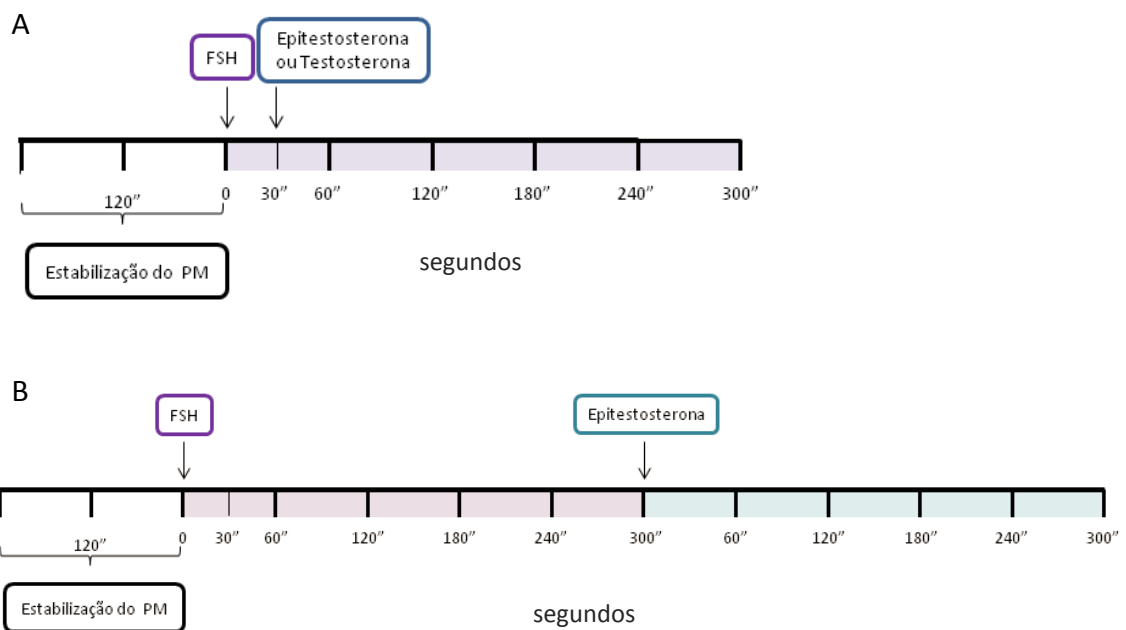 A
FSH
Epitestosterona
ou Testosterona
120″
0
30″
60″
120″
180″
240″
300″
Estabilização do PM
segundos
B
FSH
Epitestosterona
120″
0
30″
60″
120″
180″
240″
300″
60″
120″
180″
240″
300″
Estabilização do PM
segundos